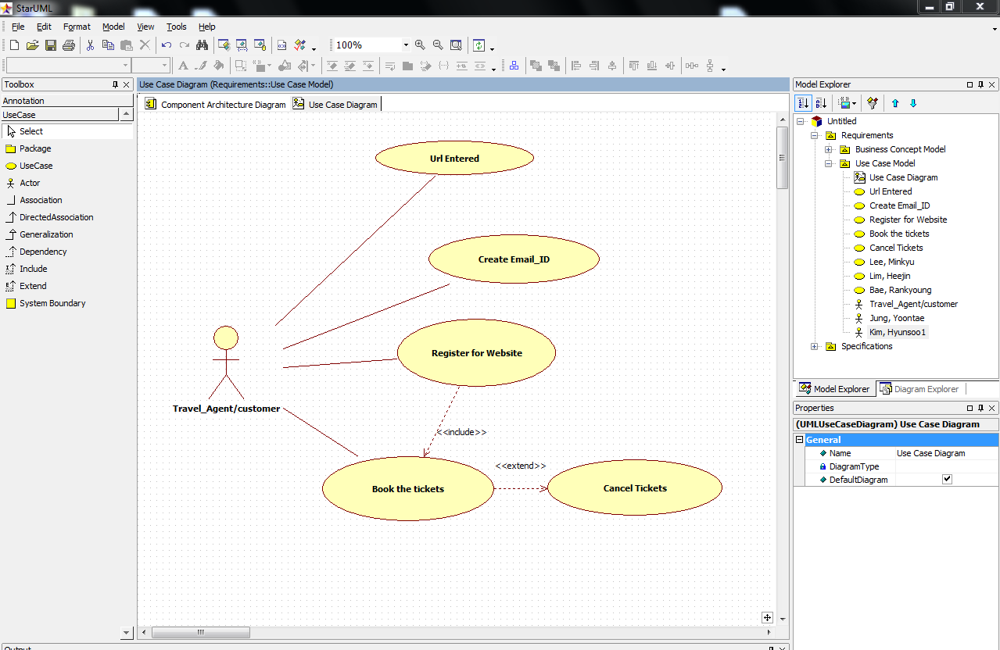 StarUML
File Edit Format Model View Tools Help
100%
Toolbox
Annotation
UseCase
Select
Package
UseCase
Actor
Association
DirectedAssociation
Generalization
Dependency
Include
Extend
System Boundary
Use Case Diagram (Requirements::Use Case Model)
Component Architecture Diagram Use Case Diagram
Url Entered
Create Email_ID
Register for Website
Travel_Agent/customer
<<include>>
<<extend>>
Book the tickets
Cancel Tickets
Model Explorer
Untitled
Requirements
Business Concept Model
Use Case Model
Use Case Diagram
Url Entered
Create Email_ID
Register for Website
Book the tickets
Cancel Tickets
Lee, Minkyu
Lim, Heejin
Bae, Rankyoung
Travel_Agent/customer
Jung, Yoontae
Kim, Hyunsoo1
Specifications
Model Explorer Diagram Explorer
Properties
(UMLUseCaseDiagram) Use Case Diagram
General
Name Use Case Diagram
DiagramType
DefaultDiagram
Output